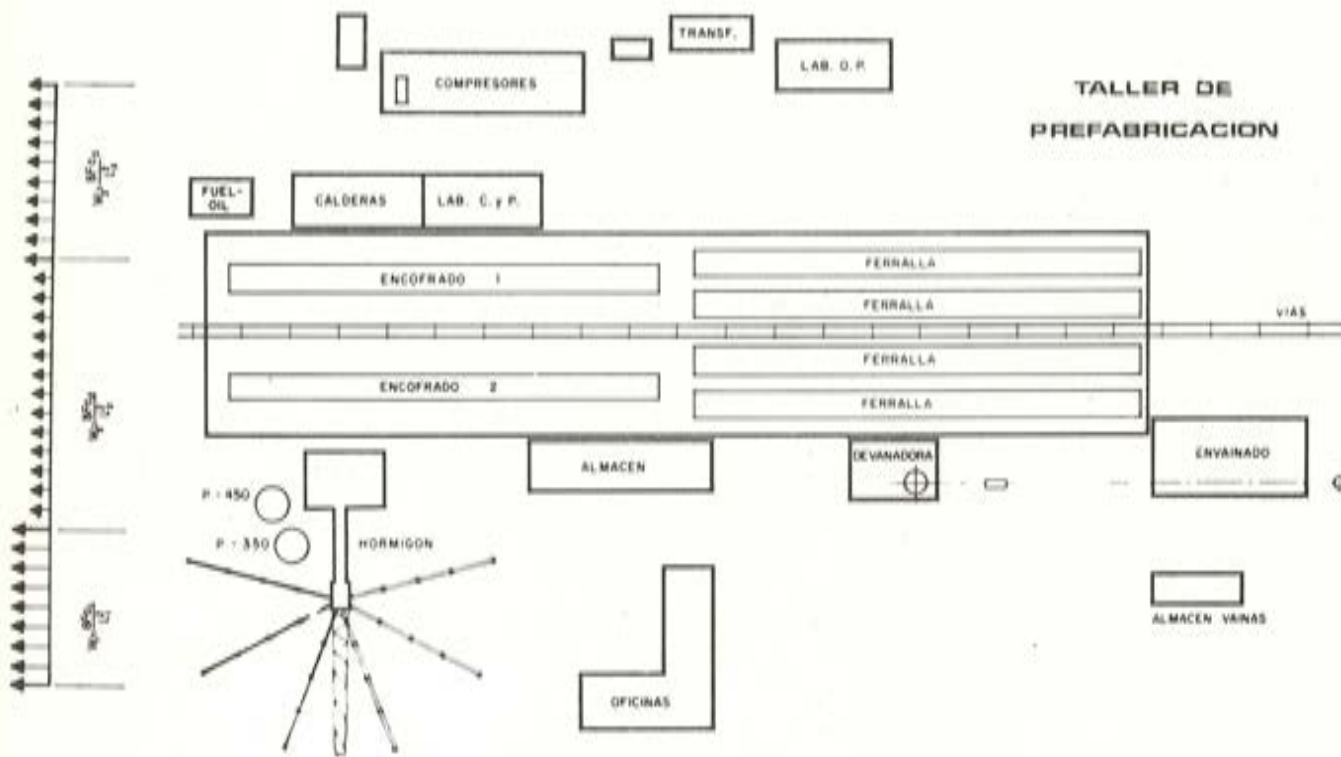 TALLER DE
PREFABRICACION
TRANSF.
LAB. O. P.
COMPRESORES
FUEL-
OIL
CALDERAS
LAB. C. y P.
ENCOFRADO 1
FERRALLA
FERRALLA
VIAS
FERRALLA
ENCOFRADO 2
FERRALLA
ALMACEN
DEVANADORA
ENVAINADO
P - 450
P - 350
HORMIGON
ALMACEN VAINAS
OFICINAS